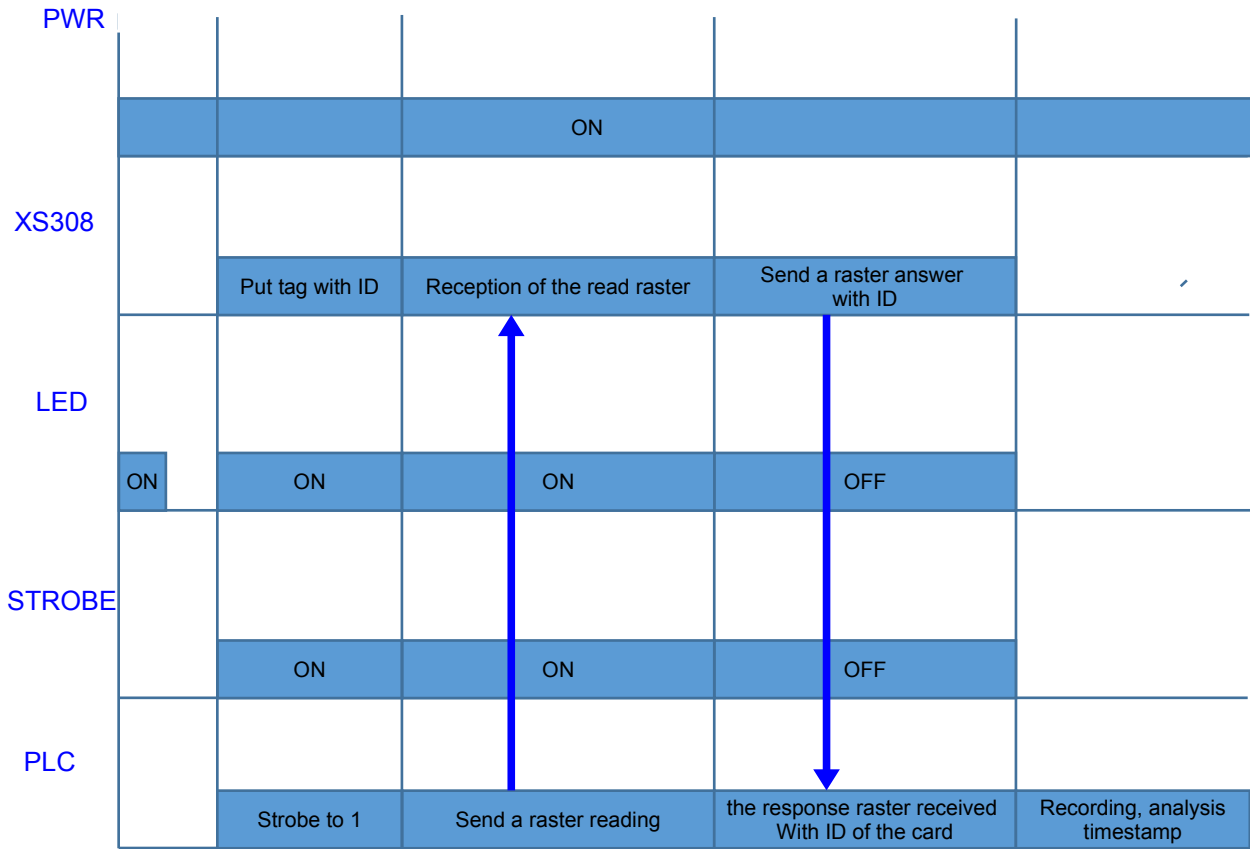 PWR
ON
XS308
Put tag with ID
Reception of the read raster
Send a raster answer
with ID
LED
ON
ON
ON
OFF
STROBE
ON
ON
OFF
PLC
Strobe to 1
Send a raster reading
the response raster received
With ID of the card
Recording, analysis
timestamp